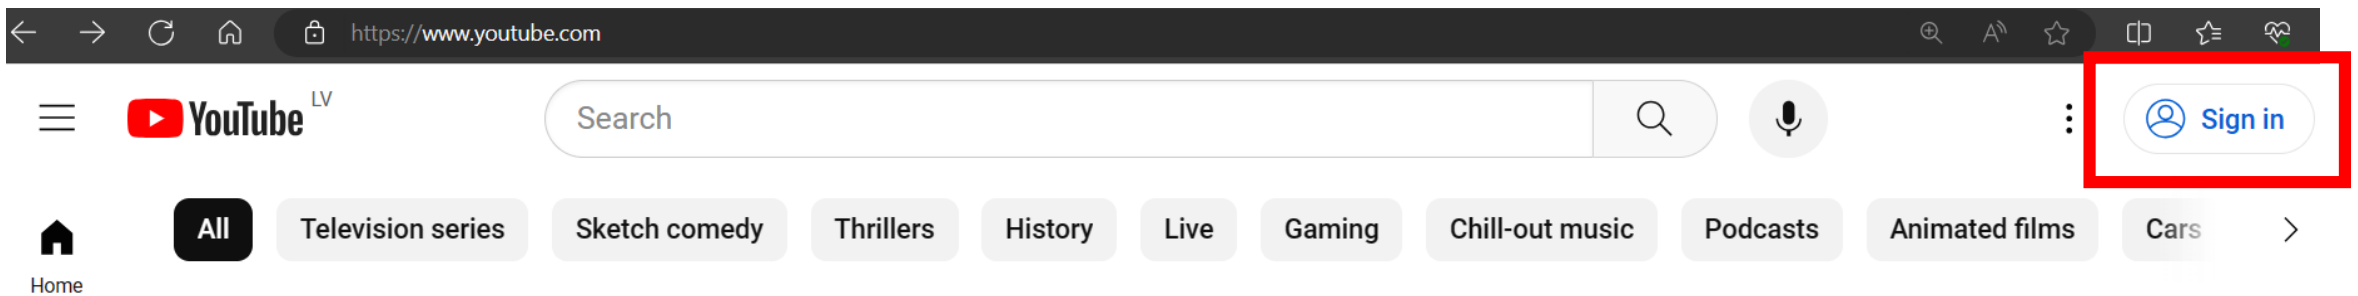 https://www.youtube.com
YouTube LV
Search
Sign in
All Television series Sketch comedy Thrillers History Live Gaming Chill-out music Podcasts Animated films Cars
Home